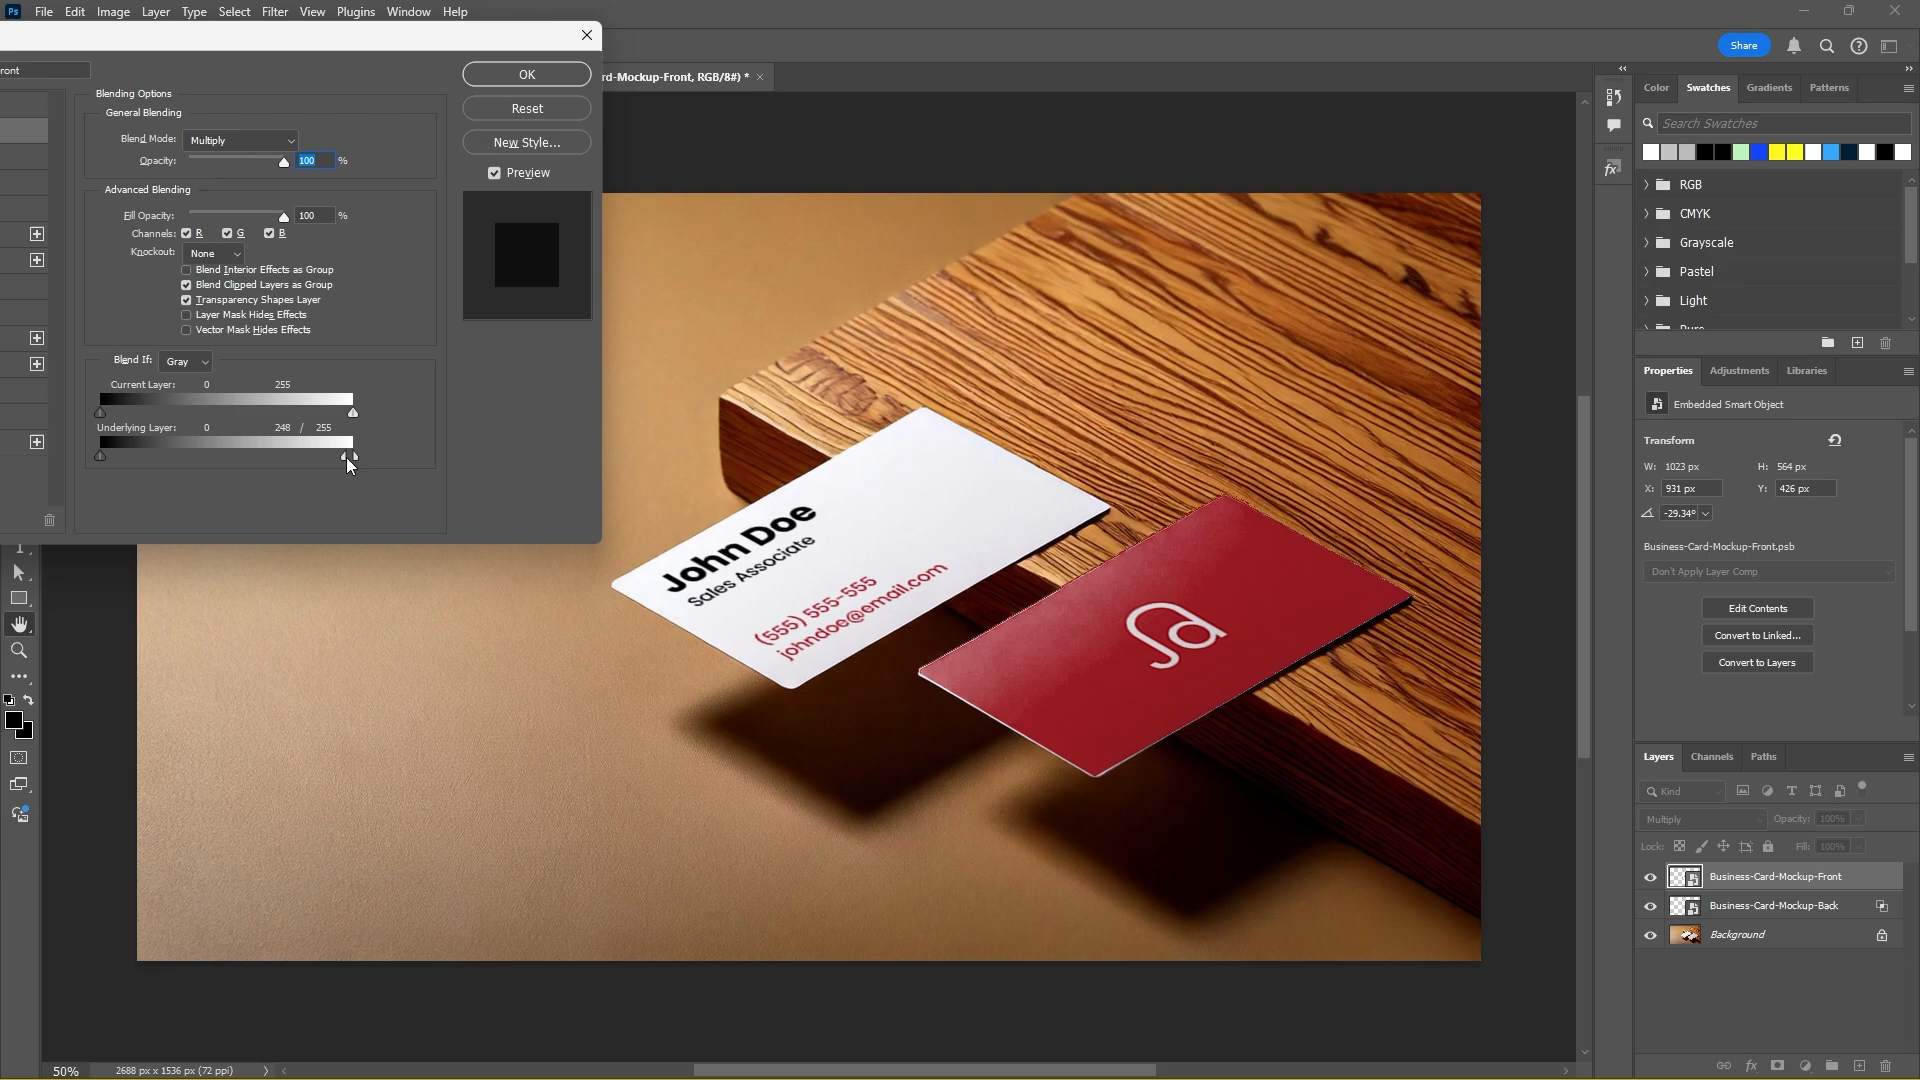 Ps File Edit Image Layer Type Select Filter View Plugins Window Help
Share
ront
OK
rd-Mockup-Front, RGB/8#) * ×
Color Swatches Gradients Patterns
Blending Options
General Blending
Reset
Search Swatches
Blend Mode: Multiply
New Style...
Opacity: 100 %
Preview
Advanced Blending
RGB
Fill Opacity: 100 %
CMYK
Channels: R G B
Grayscale
Knockout: None
Blend Interior Effects as Group
Pastel
Blend Clipped Layers as Group
Transparency Shapes Layer
Light
Layer Mask Hides Effects
Vector Mask Hides Effects
Pure
Blend If: Gray
Properties Adjustments Libraries
Current Layer: 0 255
Embedded Smart Object
Underlying Layer: 0 248 / 255
Transform
W: 1023 px H: 564 px
X: 931 px Y: 426 px
-29.34°
John Doe
Sales Associate
(555) 555-555
johndoe@email.com
Business-Card-Mockup-Front.psb
Don't Apply Layer Comp
Edit Contents
Convert to Linked...
Convert to Layers
Layers Channels Paths
Kind
Multiply Opacity: 100%
Lock: Fill: 100%
Business-Card-Mockup-Front
Business-Card-Mockup-Back
Background
50% 2688 px x 1536 px (72 ppi)